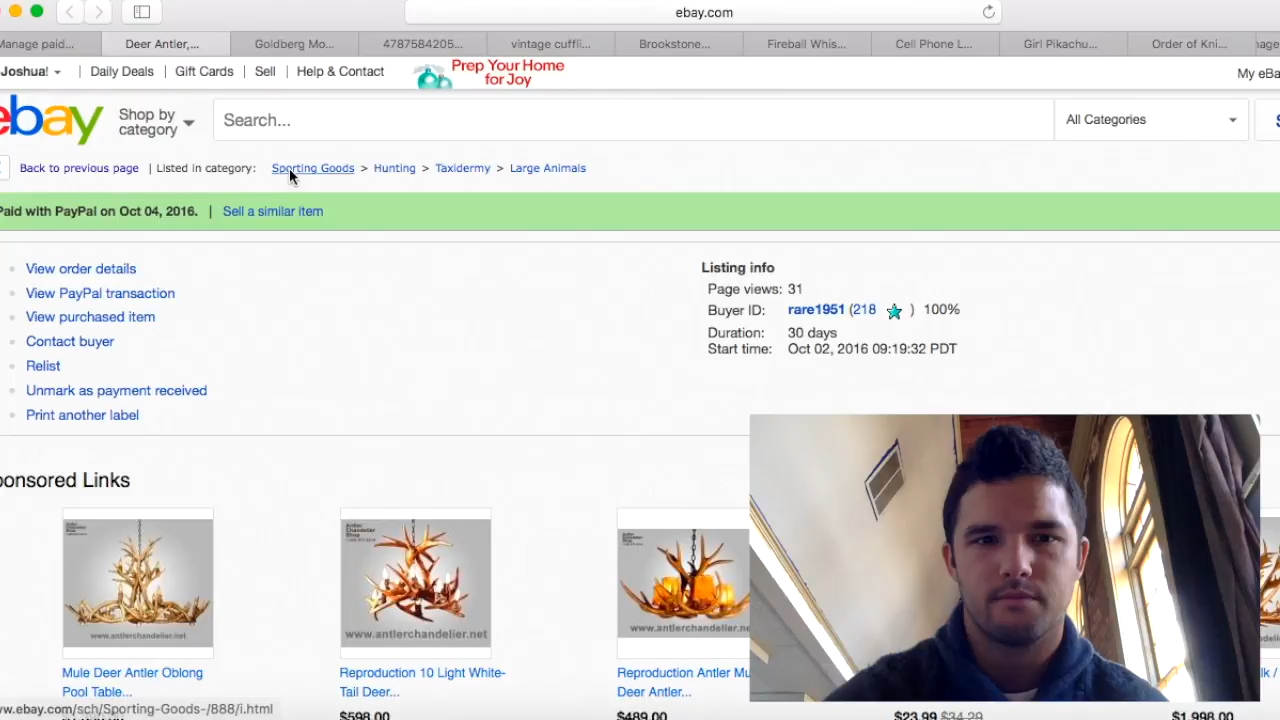 ebay.com
Manage paid...
Deer Antler,...
Goldberg Mo...
4787584205...
vintage cuffli...
Brookstone...
Fireball Whis...
Cell Phone L...
Girl Pikachu...
Order of Kni...
Joshua!
Daily Deals
Gift Cards
Sell
Help & Contact
Prep Your Home
for Joy
My eBa
ebay
Shop by
category
Search...
All Categories
Back to previous page | Listed in category: Sporting Goods > Hunting > Taxidermy > Large Animals
Paid with PayPal on Oct 04, 2016. | Sell a similar item
View order details
View PayPal transaction
View purchased item
Contact buyer
Relist
Unmark as payment received
Print another label
Listing info
Page views: 31
Buyer ID: rare1951 (218 ) 100%
Duration: 30 days
Start time: Oct 02, 2016 09:19:32 PDT
ponsored Links
www.antlerchandelier.net
www.antlerchandelier.net
www.antlerchandelier.net
Mule Deer Antler Oblong
Pool Table...
Reproduction 10 Light White-
Tail Deer...
Reproduction Antler Mu
Deer Antler...
ww.ebay.com/sch/Sporting-Goods-/888/i.html
$598.00
$489.00
$23.99 $34.29
$1,998.00